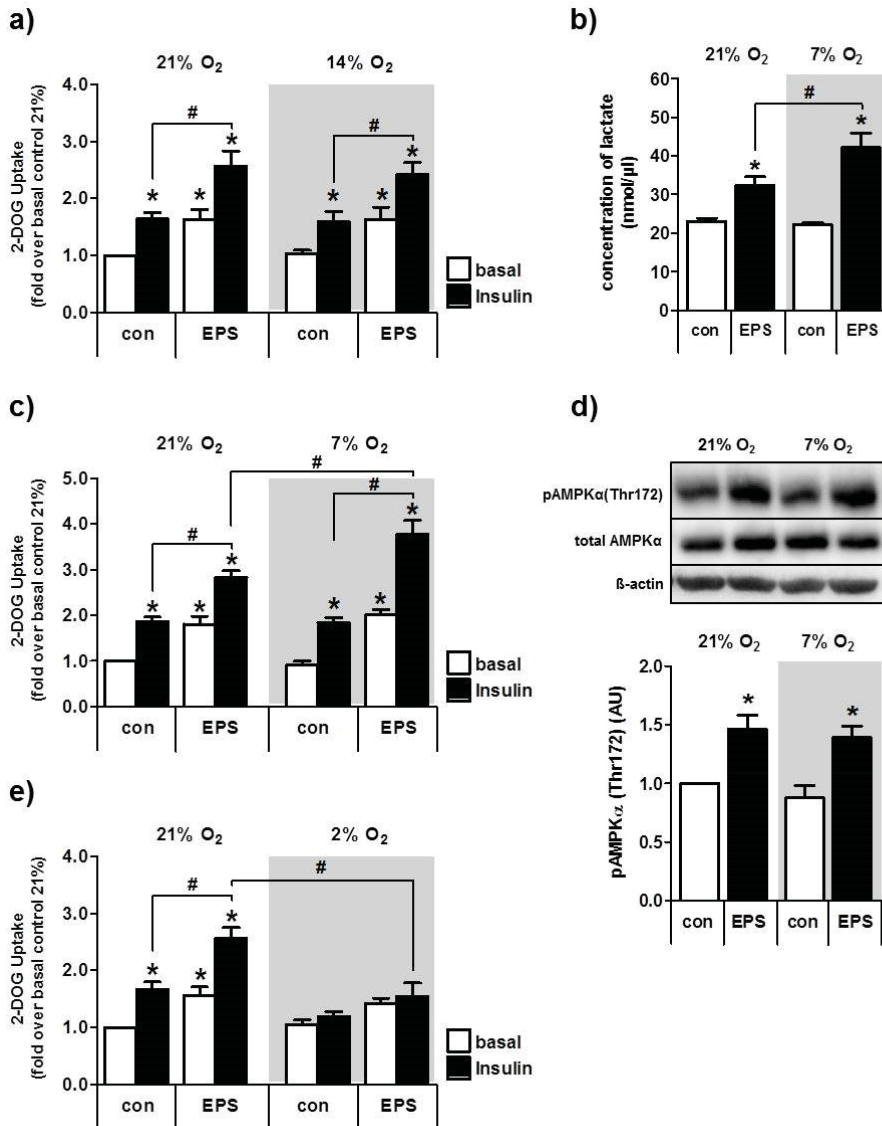 a)
21% O₂ 14% O₂
2-DOG Uptake
(fold over basal control 21%)
4.0
3.0
2.0
1.0
0.0
#
#
* * *
* * *
con EPS con EPS
basal
Insulin
b)
21% O₂ 7% O₂
concentration of lactate
(nmol/µl)
60
50
40
30
20
10
0
#
* *
con EPS con EPS
c)
21% O₂ 7% O₂
2-DOG Uptake
(fold over basal control 21%)
5.0
4.0
3.0
2.0
1.0
0.0
#
#
#
* * *
* * *
con EPS con EPS
basal
Insulin
d)
21% O₂ 7% O₂
pAMPKα(Thr172)
total AMPKα
ß-actin
21% O₂ 7% O₂
pAMPKα (Thr172) (AU)
2.0
1.5
1.0
0.5
0.0
* *
con EPS con EPS
e)
21% O₂ 2% O₂
2-DOG Uptake
(fold over basal control 21%)
4.0
3.0
2.0
1.0
0.0
#
#
* * *
con EPS con EPS
basal
Insulin